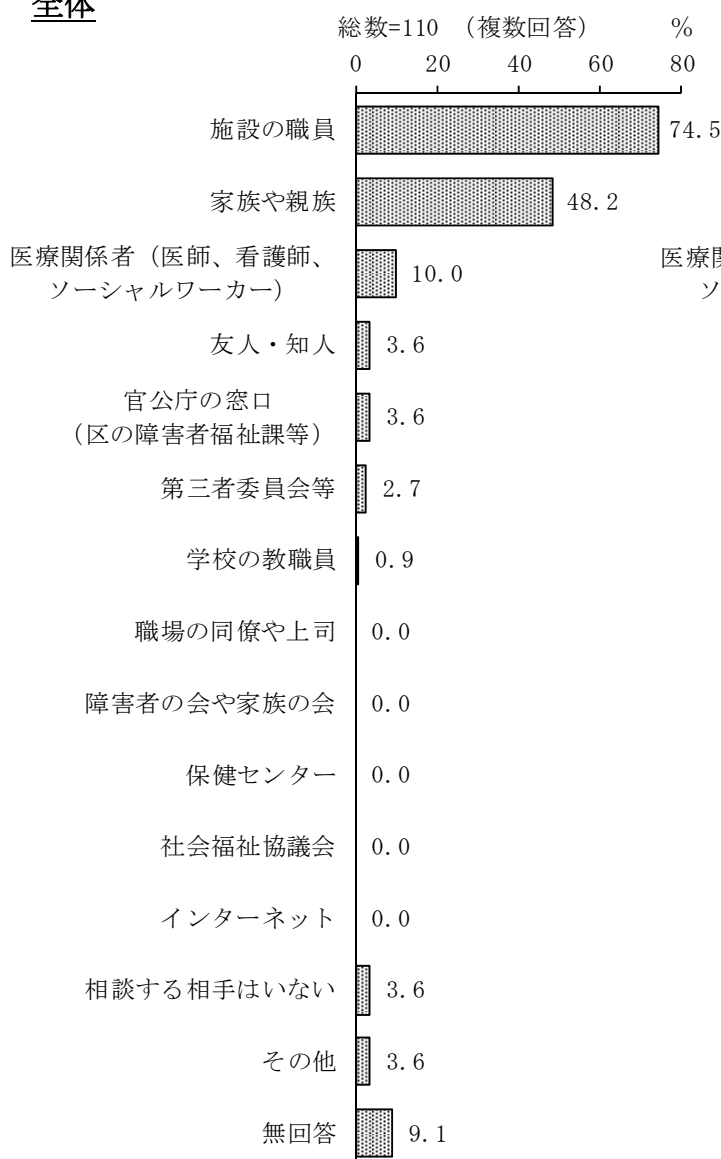 全体
総数=110 （複数回答） %
0 20 40 60 80
施設の職員 74.5
家族や親族 48.2
医療関係者（医師、看護師、
ソーシャルワーカー） 10.0
医療関
ソ
友人・知人 3.6
官公庁の窓口
（区の障害者福祉課等） 3.6
第三者委員会等 2.7
学校の教職員 0.9
職場の同僚や上司 0.0
障害者の会や家族の会 0.0
保健センター 0.0
社会福祉協議会 0.0
インターネット 0.0
相談する相手はいない 3.6
その他 3.6
無回答 9.1